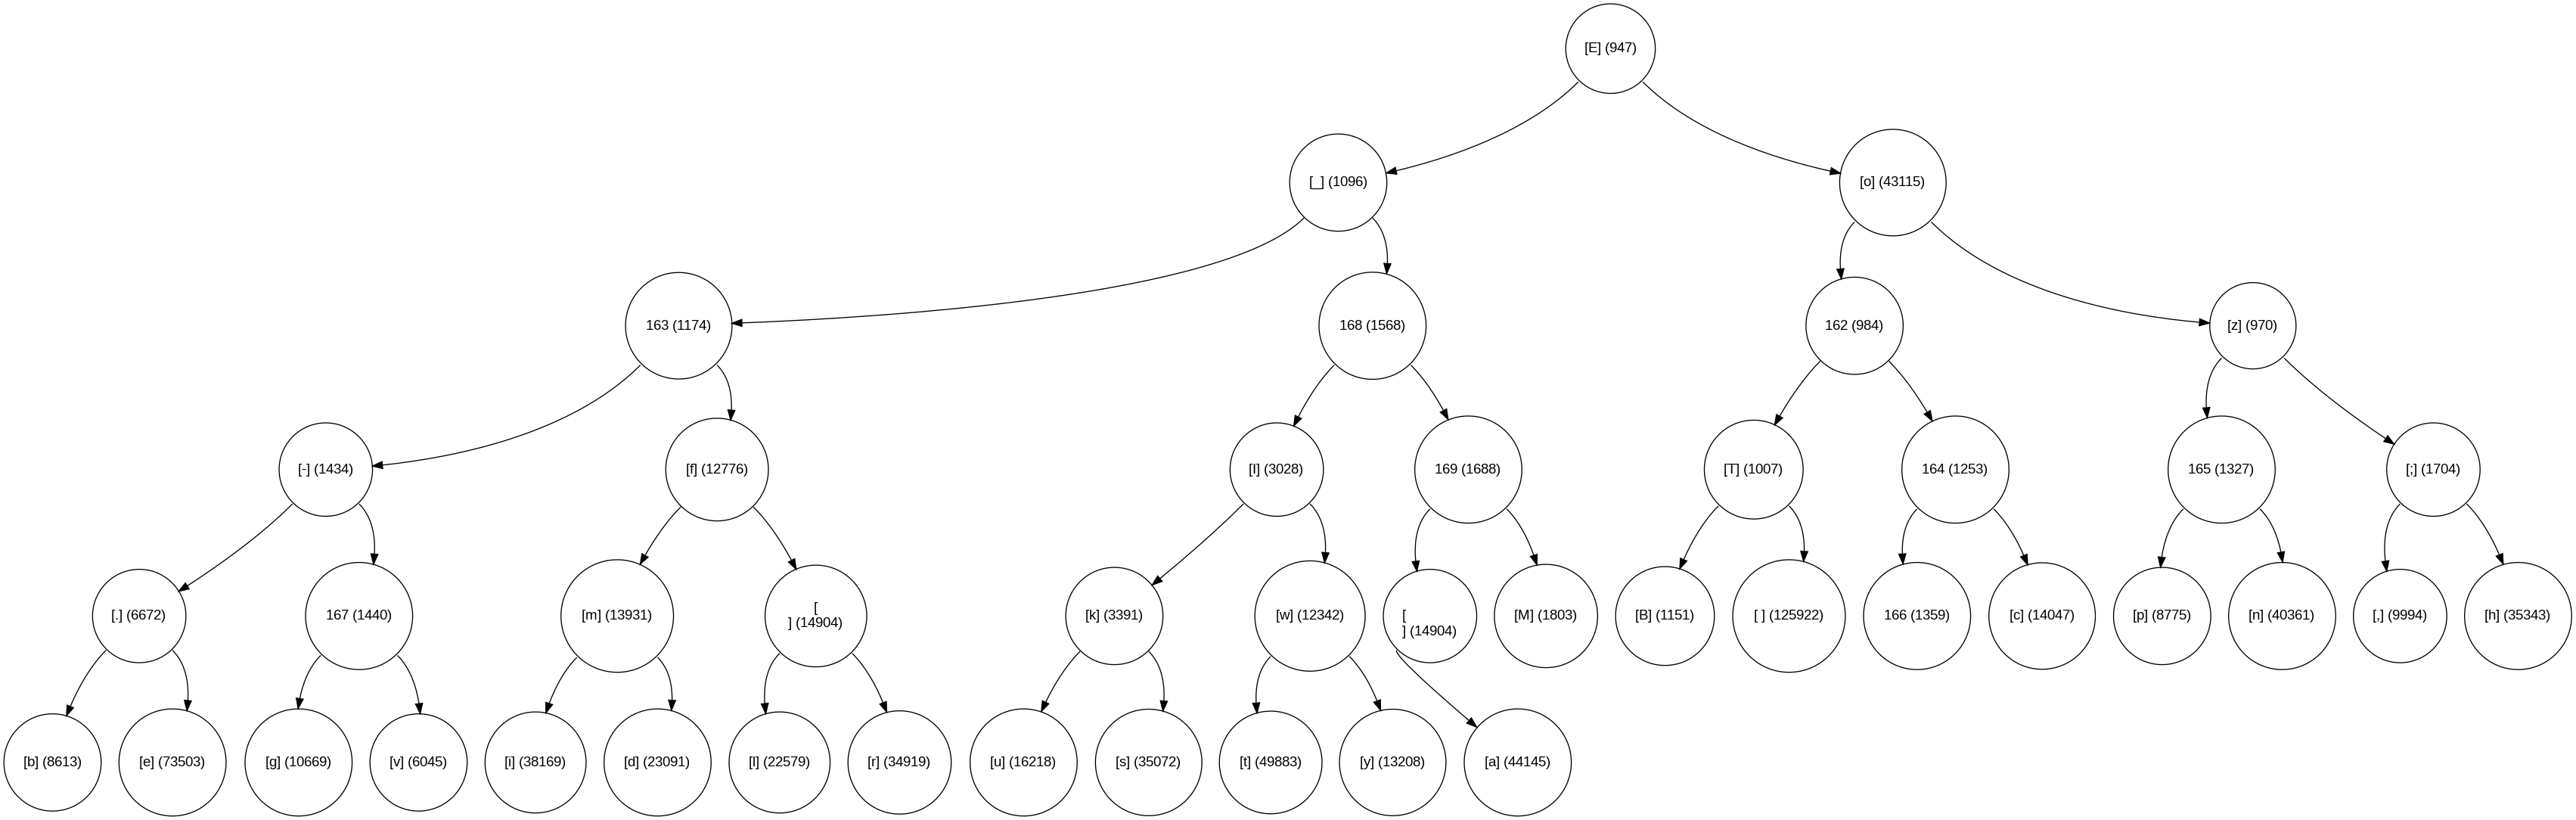 [E] (947)
[_] (1096)
[o] (43115)
163 (1174)
168 (1568)
162 (984)
[z] (970)
[-] (1434)
[f] (12776)
[I] (3028)
169 (1688)
[T] (1007)
164 (1253)
165 (1327)
[;] (1704)
[.] (6672)
167 (1440)
[m] (13931)
[
] (14904)
[k] (3391)
[w] (12342)
[
] (14904)
[M] (1803)
[B] (1151)
[ ] (125922)
166 (1359)
[c] (14047)
[p] (8775)
[n] (40361)
[,] (9994)
[h] (35343)
[b] (8613)
[e] (73503)
[g] (10669)
[v] (6045)
[i] (38169)
[d] (23091)
[l] (22579)
[r] (34919)
[u] (16218)
[s] (35072)
[t] (49883)
[y] (13208)
[a] (44145)